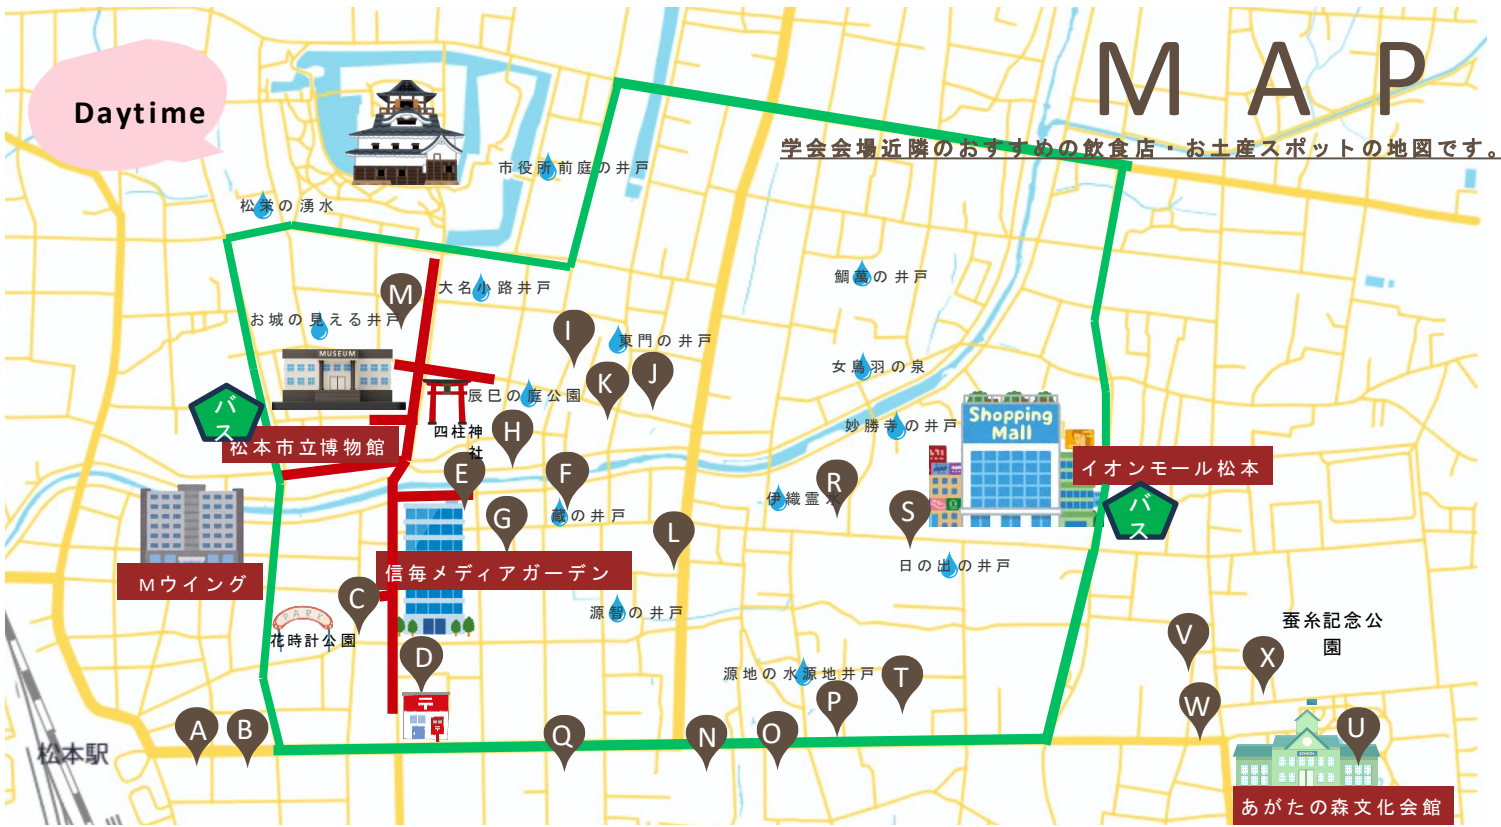 MAP
Daytime
学会会場近隣のおすすめの飲食店・お土産スポットの地図です。
市役所前庭の井戸
松栄の湧水
鯛萬の井戸
大名小路井戸
M
お城の見える井戸
I
東門の井戸
MUSEUM
女鳥羽の泉
J
K
辰巳の庭公園
バス
四柱神社
H
Shopping
Mall
妙勝寺の井戸
松本市立博物館
イオンモール松本
E
F
R
伊織霊水
バス
G
蔵の井戸
S
L
日の出の井戸
Mウイング
信毎メディアガーデン
C
PARK
花時計公園
源智の井戸
蚕糸記念公園
V
D
X
源地の水源地井戸
T
P
W
〒
A
B
Q
N
O
U
SCHOOL
松本駅
あがたの森文化会館